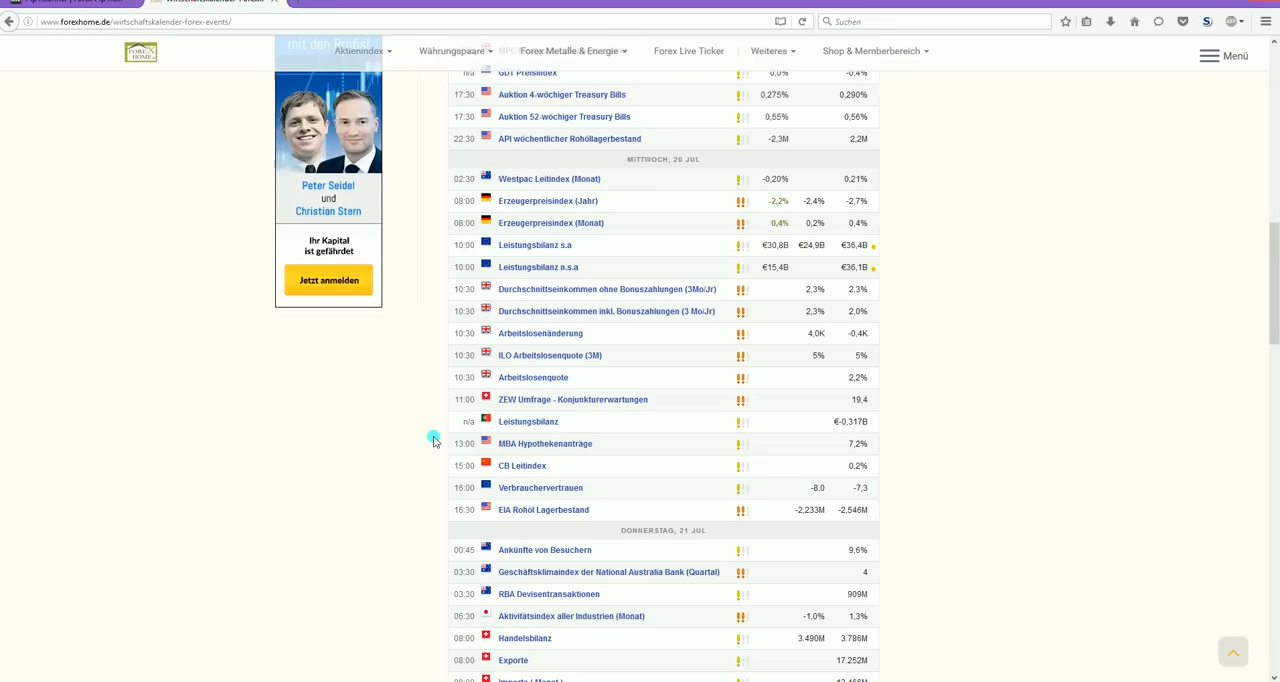 www.forexhome.de/wirtschaftskalender-forex-events/
Suchen
FOREX HOME
Aktienindex
Währungspaare
Forex Metalle & Energie
Forex Live Ticker
Weiteres
Shop & Memberbereich
Menü
mit den Profis!
Peter Seidel
und
Christian Stern
Ihr Kapital
ist gefährdet
Jetzt anmelden
n/a GDT Preisindex 0,0% -0,4%
17:30 Auktion 4-wöchiger Treasury Bills 0,275% 0,290%
17:30 Auktion 52-wöchiger Treasury Bills 0,55% 0,56%
22:30 API wöchentlicher Rohöllagerbestand -2,3M 2,2M
MITTWOCH, 20 JUL
02:30 Westpac Leitindex (Monat) -0,20% 0,21%
08:00 Erzeugerpreisindex (Jahr) -2,2% -2,4% -2,7%
08:00 Erzeugerpreisindex (Monat) 0,4% 0,2% 0,4%
10:00 Leistungsbilanz s.a €30,8B €24,9B €36,4B
10:00 Leistungsbilanz n.s.a €15,4B €36,1B
10:30 Durchschnittseinkommen ohne Bonuszahlungen (3Mo/Jr) 2,3% 2,3%
10:30 Durchschnittseinkommen inkl. Bonuszahlungen (3 Mo/Jr) 2,3% 2,0%
10:30 Arbeitslosenänderung 4,0K -0,4K
10:30 ILO Arbeitslosenquote (3M) 5% 5%
10:30 Arbeitslosenquote 2,2%
11:00 ZEW Umfrage - Konjunkturerwartungen 19,4
n/a Leistungsbilanz €-0,317B
13:00 MBA Hypothekenanträge 7,2%
15:00 CB Leitindex 0,2%
16:00 Verbrauchervertrauen -8,0 -7,3
16:30 EIA Rohöl Lagerbestand -2,233M -2,546M
DONNERSTAG, 21 JUL
00:45 Ankünfte von Besuchern 9,6%
03:30 Geschäftsklimaindex der National Australia Bank (Quartal) 4
03:30 RBA Devisentransaktionen 909M
06:30 Aktivitätsindex aller Industrien (Monat) -1,0% 1,3%
08:00 Handelsbilanz 3.490M 3.786M
08:00 Exporte 17.252M